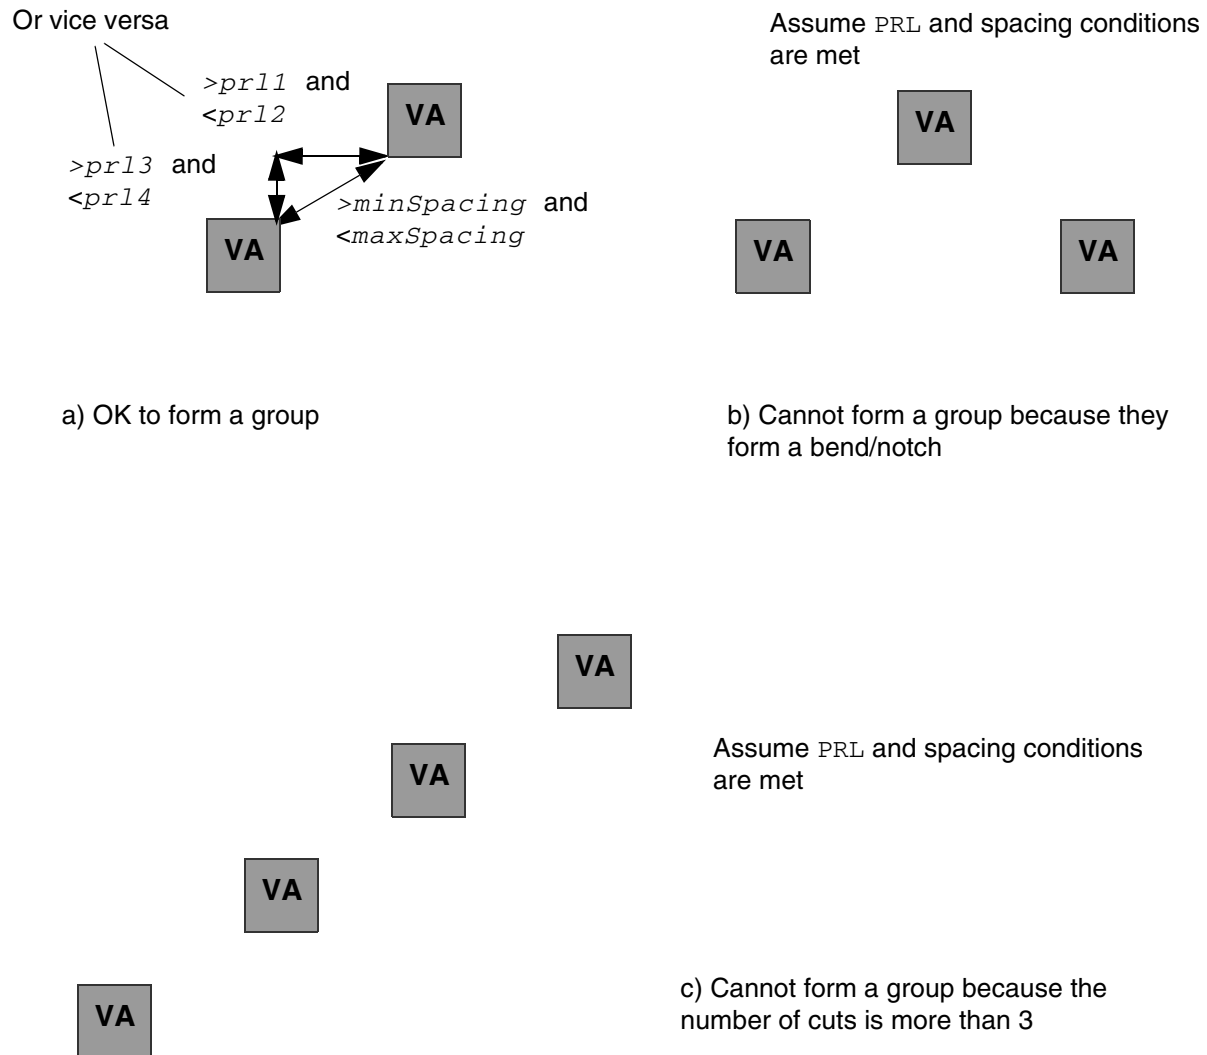 Or vice versa
>prl1 and
<prl2
VA
>prl3 and
<prl4
>minSpacing and
<maxSpacing
VA
a) OK to form a group
Assume PRL and spacing conditions
are met
VA
VA
VA
b) Cannot form a group because they
form a bend/notch
VA
VA
Assume PRL and spacing conditions
are met
VA
VA
c) Cannot form a group because the
number of cuts is more than 3